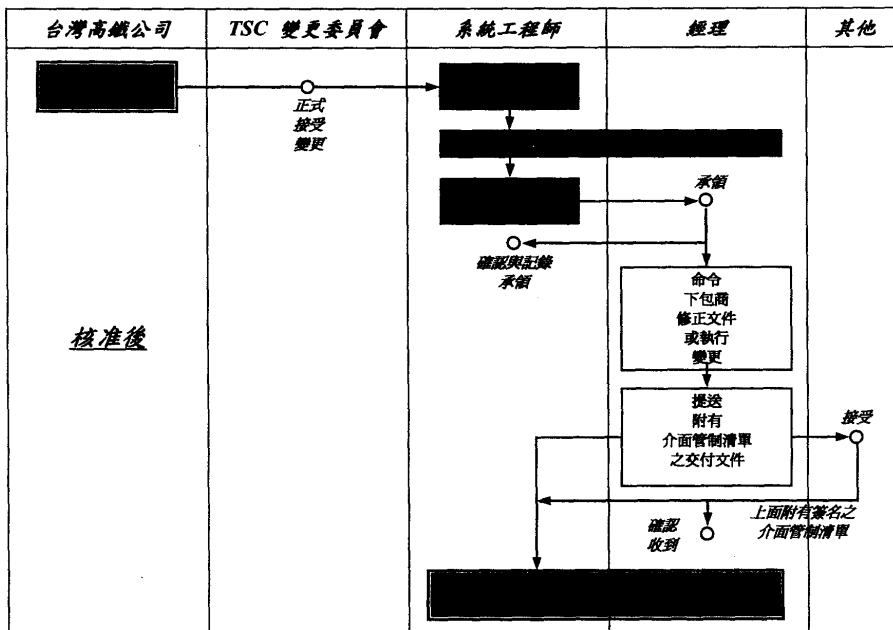 台灣高鐵公司
TSC 變更委員會
系統工程師
經理
其他
正式
接受
變更
承領
確認與記錄
承領
命令
下包商
修正文件
或執行
變更
核准後
提送
附有
介面管制清單
之交付文件
接受
上面附有簽名之
介面管制清單
確認
收到